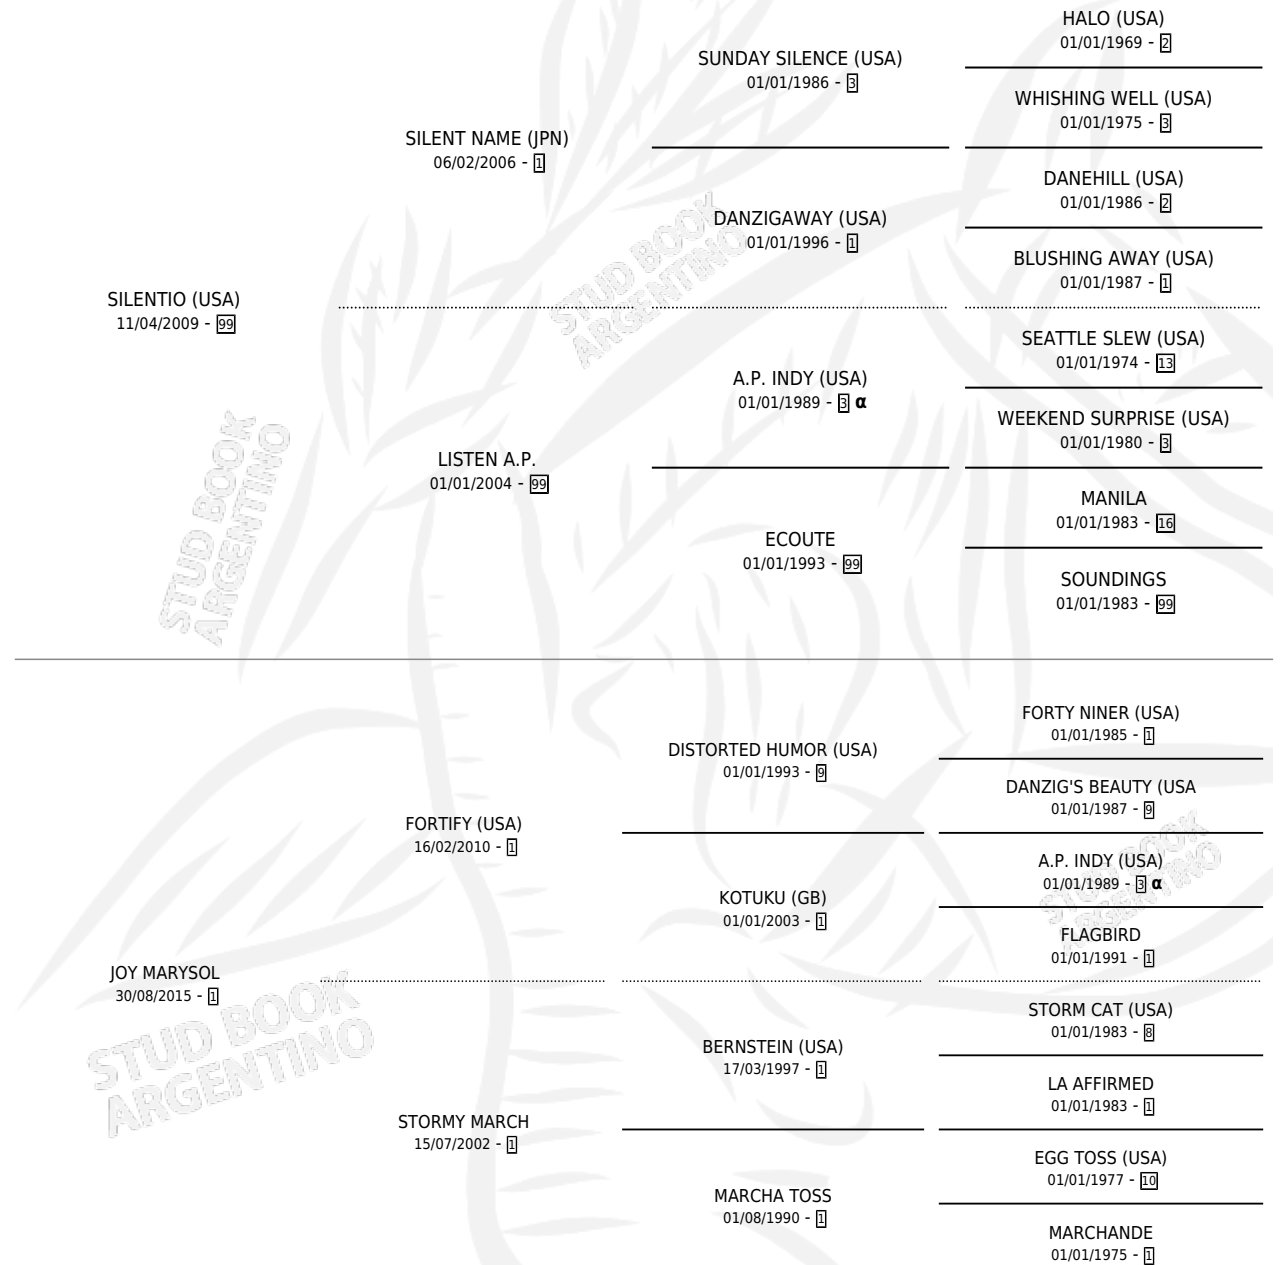 HALO (USA)
01/01/1969 - 2
SUNDAY SILENCE (USA)
01/01/1986 - 3
WHISHING WELL (USA)
01/01/1975 - 3
SILENT NAME (JPN)
06/02/2006 - 1
DANEHILL (USA)
01/01/1986 - 2
DANZIGAWAY (USA)
01/01/1996 - 1
BLUSHING AWAY (USA)
01/01/1987 - 1
STUD BOOK
ARGENTINO
SILENTIO (USA)
11/04/2009 - 99
SEATTLE SLEW (USA)
01/01/1974 - 13
A.P. INDY (USA)
01/01/1989 - 3 α
WEEKEND SURPRISE (USA)
01/01/1980 - 3
LISTEN A.P.
01/01/2004 - 99
MANILA
01/01/1983 - 16
ECOUTE
01/01/1993 - 99
SOUNDINGS
01/01/1983 - 99
STUD BOOK
ARGENTINO
FORTY NINER (USA)
01/01/1985 - 1
DISTORTED HUMOR (USA)
01/01/1993 - 9
DANZIG'S BEAUTY (USA
01/01/1987 - 9
FORTIFY (USA)
16/02/2010 - 1
A.P. INDY (USA)
01/01/1989 - 3 α
KOTUKU (GB)
01/01/2003 - 1
FLAGBIRD
01/01/1991 - 1
STUD BOOK
ARGENTINO
JOY MARYSOL
30/08/2015 - 1
STORM CAT (USA)
01/01/1983 - 8
BERNSTEIN (USA)
17/03/1997 - 1
LA AFFIRMED
01/01/1983 - 1
STORMY MARCH
15/07/2002 - 1
EGG TOSS (USA)
01/01/1977 - 10
MARCHA TOSS
01/08/1990 - 1
MARCHANDE
01/01/1975 - 1
STUD BOOK
ARGENTINO